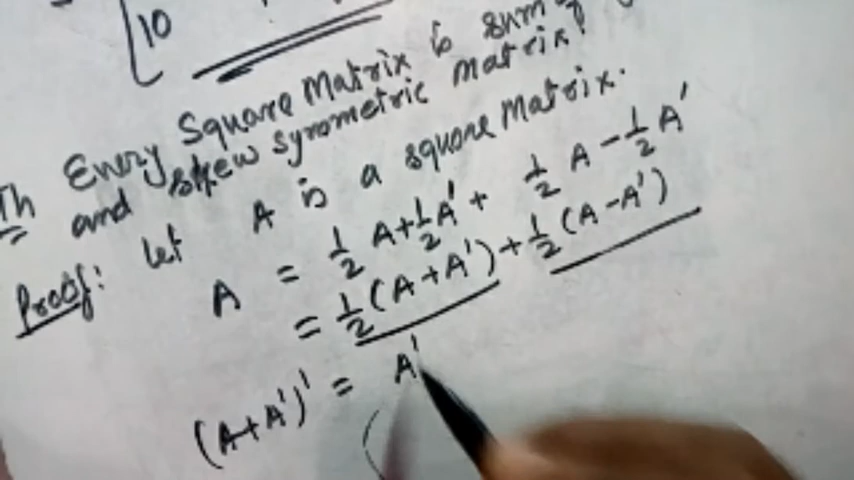 10
Th Every Square Matrix is sum
and skew symmetric matrix?
Proof: let A is a square Matrix.
A = 1/2 A + 1/2 A' + 1/2 A - 1/2 A'
= 1/2 (A + A') + 1/2 (A - A')
(A+A')' = A'